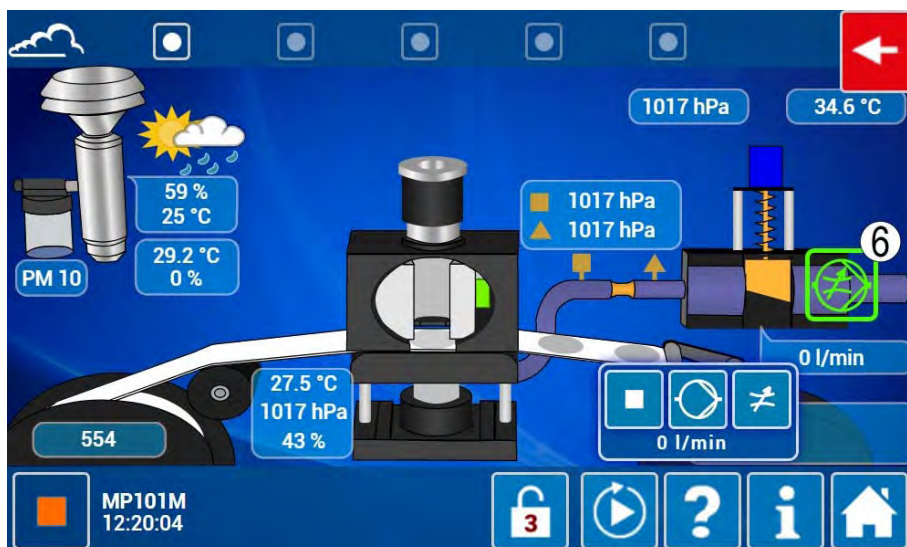 1017 hPa
34.6 °C
59 %
25 °C
1017 hPa
1017 hPa
6
29.2 °C
0 %
PM 10
0 l/min
27.5 °C
1017 hPa
43 %
554
0 l/min
MP101M
12:20:04
3
?
i